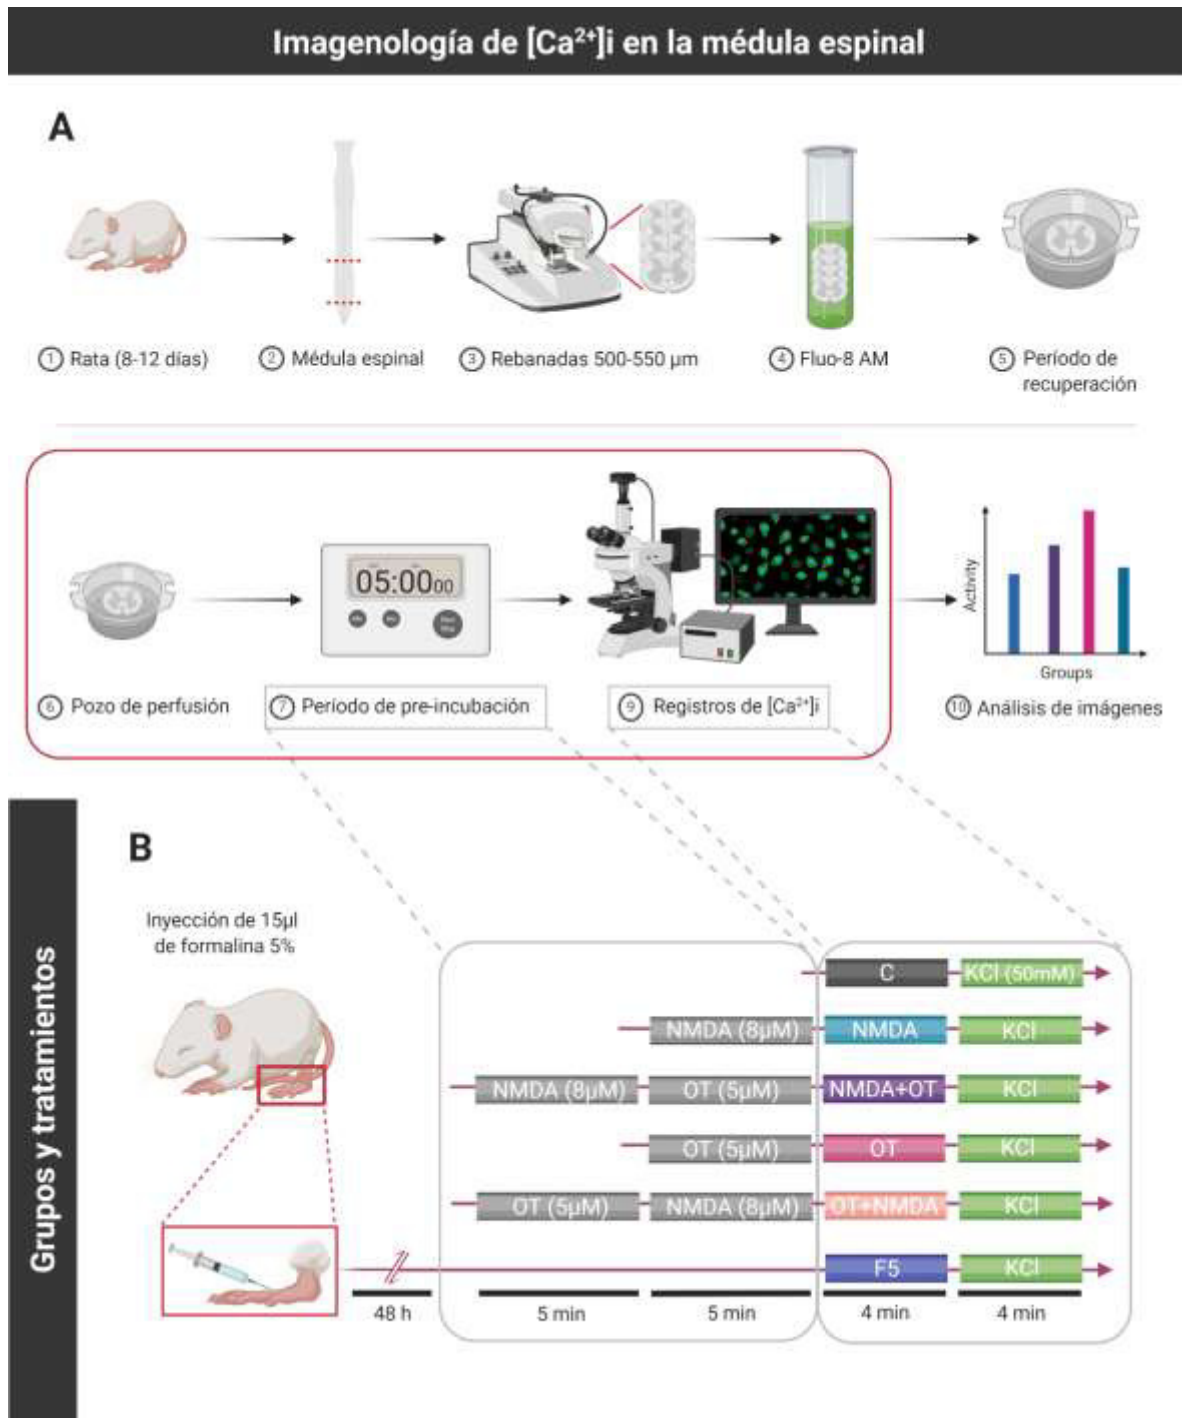 Imagenología de [Ca²⁺]i en la médula espinal
A
① Rata (8-12 días)
② Médula espinal
③ Rebanadas 500-550 µm
④ Fluo-8 AM
⑤ Período de
recuperación
05:00 00
Activity
Groups
⑥ Pozo de perfusión
⑦ Período de pre-incubación
⑨ Registros de [Ca²⁺]i
⑩ Análisis de imágenes
Grupos y tratamientos
B
Inyección de 15µl
de formalina 5%
C KCl (50mM)
NMDA (8µM) NMDA KCl
NMDA (8µM) OT (5µM) NMDA+OT KCl
OT (5µM) OT KCl
OT (5µM) NMDA (8µM) OT+NMDA KCl
F5 KCl
48 h 5 min 5 min 4 min 4 min